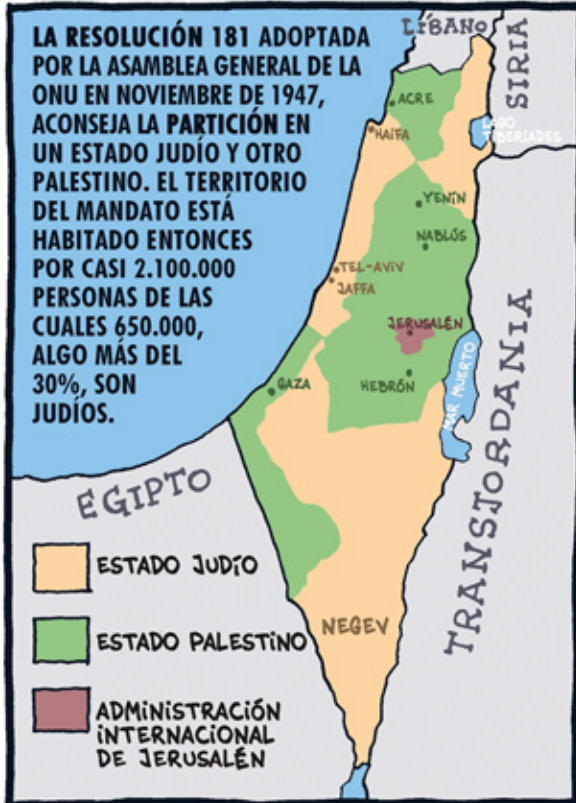 LA RESOLUCIÓN 181 ADOPTADA
POR LA ASAMBLEA GENERAL DE LA
ONU EN NOVIEMBRE DE 1947,
ACONSEJA LA PARTICIÓN EN
UN ESTADO JUDÍO Y OTRO
PALESTINO. EL TERRITORIO
DEL MANDATO ESTÁ
HABITADO ENTONCES
POR CASI 2.100.000
PERSONAS DE LAS
CUALES 650.000,
ALGO MÁS DEL
30%, SON
JUDÍOS.
LÍBANO
SIRIA
ACRE
HAIFA
LAGO
TIBERIADES
YENÍN
NABLÚS
TEL-AVIV
JAFFA
JERUSALÉN
GAZA
HEBRÓN
MAR MUERTO
TRANSJORDANIA
EGIPTO
NEGEV
ESTADO JUDÍO
ESTADO PALESTINO
ADMINISTRACIÓN
INTERNACIONAL
DE JERUSALÉN